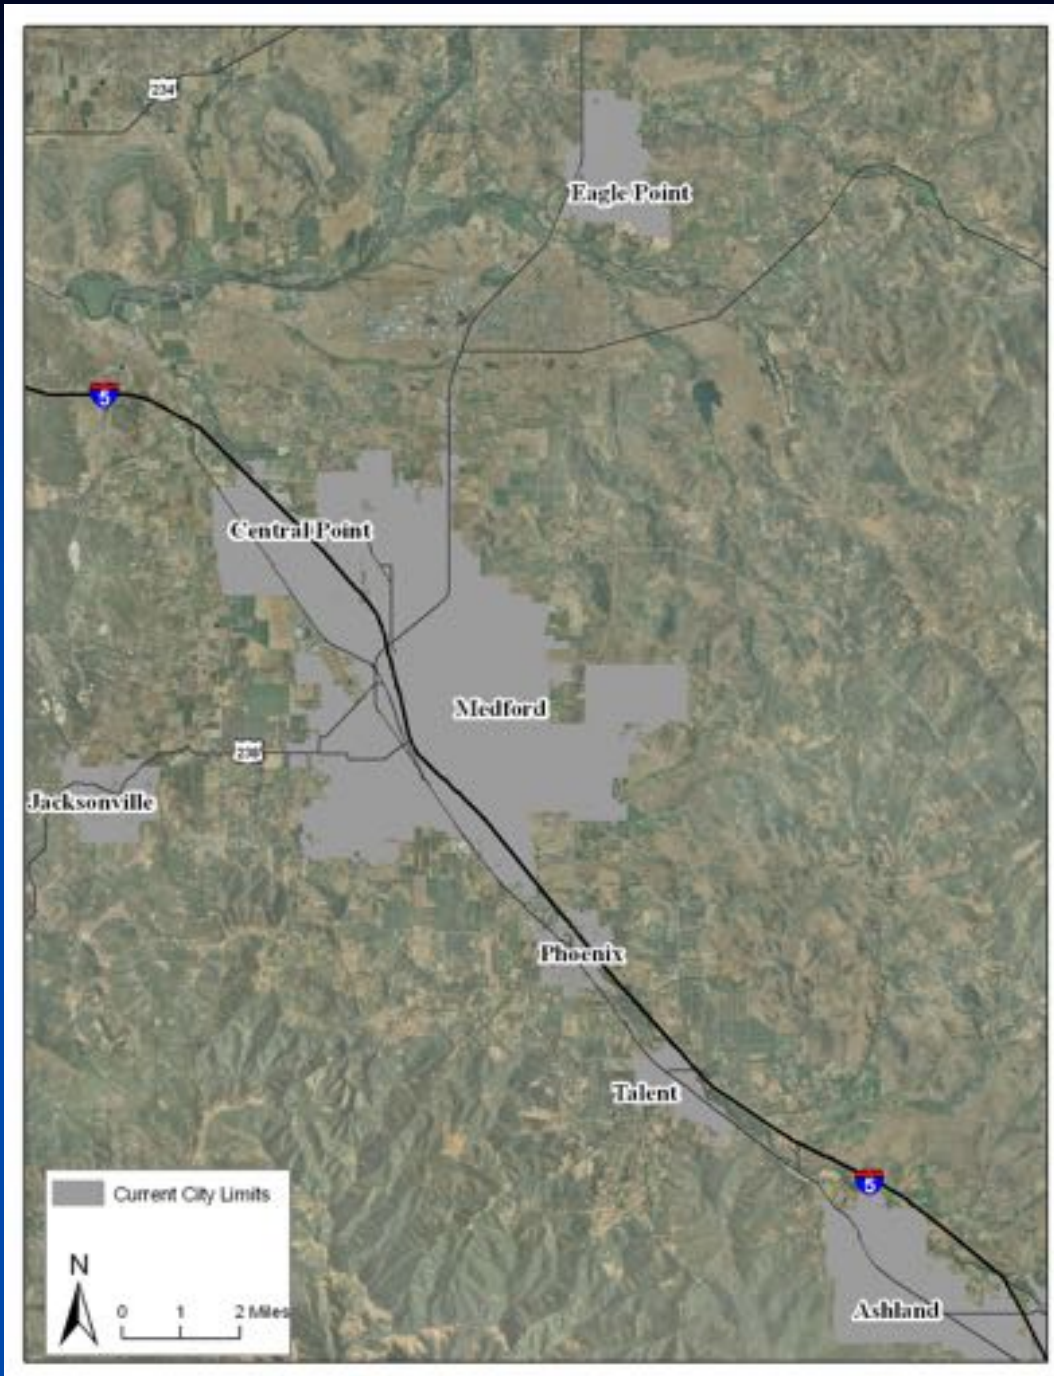 234
Eagle Point
5
Central Point
Medford
238
Jacksonville
Phoenix
Talent
5
Current City Limits
N
0 1 2 Miles
Ashland